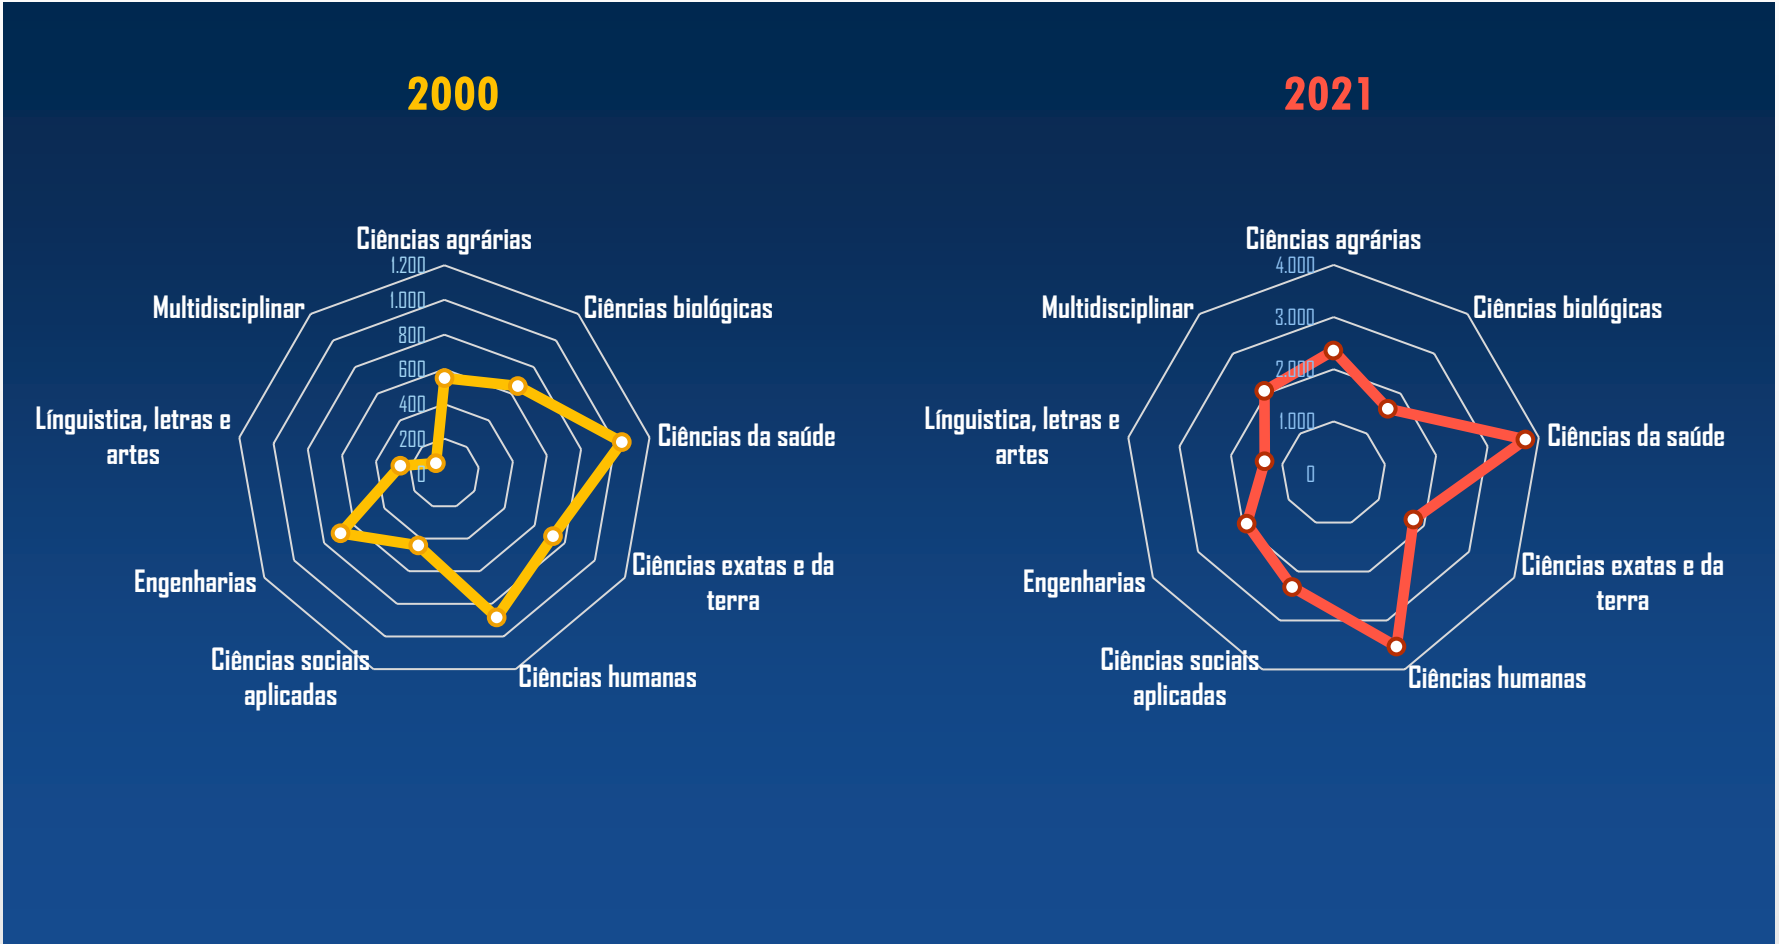 2000
Ciências agrárias
1.200
1.000
800
600
400
200
0
Multidisciplinar
Ciências biológicas
Línguistica, letras e
artes
Ciências da saúde
Engenharias
Ciências exatas e da
terra
Ciências sociais
aplicadas
Ciências humanas
2021
Ciências agrárias
4.000
3.000
2.000
1.000
0
Multidisciplinar
Ciências biológicas
Línguistica, letras e
artes
Ciências da saúde
Engenharias
Ciências exatas e da
terra
Ciências sociais
aplicadas
Ciências humanas